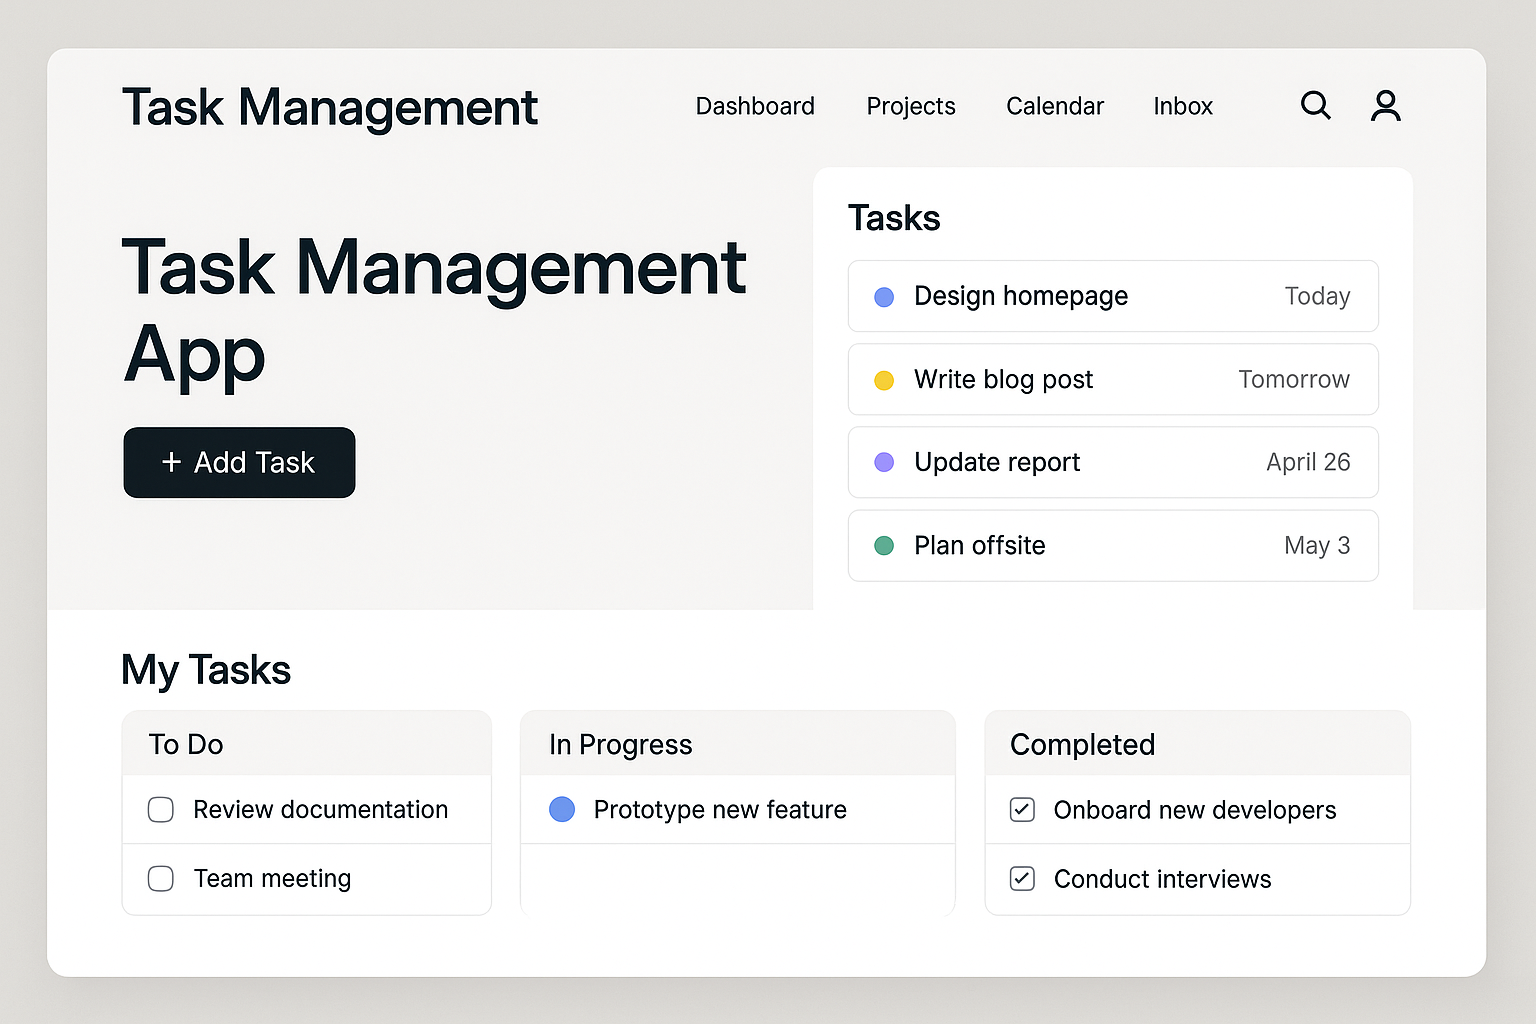 Task Management
Dashboard
Projects
Calendar
Inbox
Task Management
App
+ Add Task
Tasks
Design homepage
Today
Write blog post
Tomorrow
Update report
April 26
Plan offsite
May 3
My Tasks
To Do
Review documentation
Team meeting
In Progress
Prototype new feature
Completed
Onboard new developers
Conduct interviews